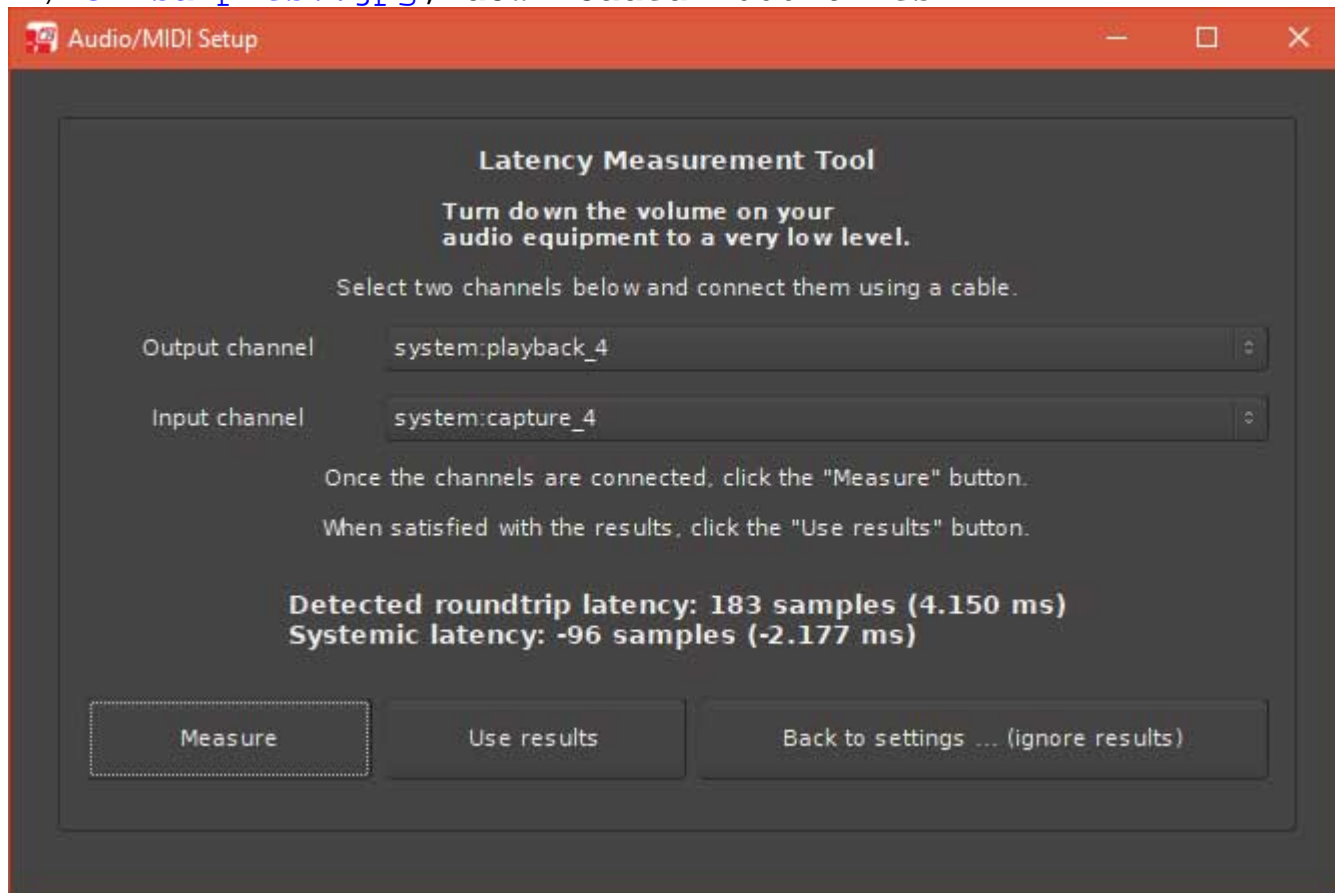 Audio/MIDI Setup
Latency Measurement Tool
Turn down the volume on your
audio equipment to a very low level.
Select two channels below and connect them using a cable.
Output channel system:playback_4
Input channel system:capture_4
Once the channels are connected, click the "Measure" button.
When satisfied with the results, click the "Use results" button.
Detected roundtrip latency: 183 samples (4.150 ms)
Systemic latency: -96 samples (-2.177 ms)
Measure Use results Back to settings ... (ignore results)